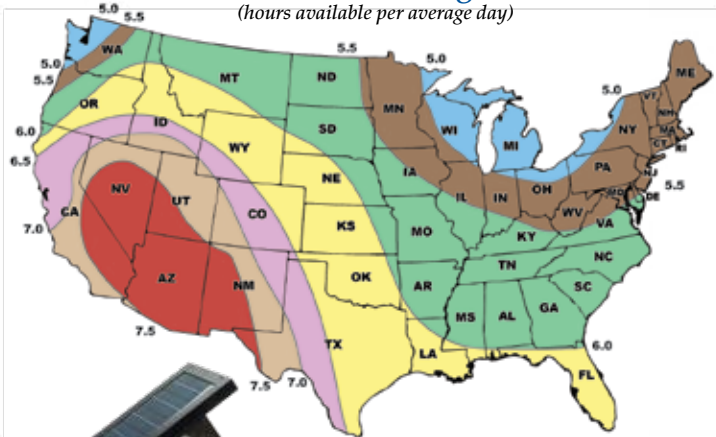 (hours available per average day)
5.0
5.5
WA
5.0
5.5
OR
6.0
6.5
7.0
7.5
7.5
7.0
5.5
5.0
5.0
5.5
6.0
MT
ND
MN
ID
WY
SD
WI
MI
NV
UT
CA
CO
NE
IA
KS
AZ
NM
OK
TX
MO
AR
LA
IL
IN
OH
KY
TN
MS
AL
GA
FL
SC
NC
VA
WV
PA
NY
VT
NH
ME
MA
CT
RI
NJ
MD
DE